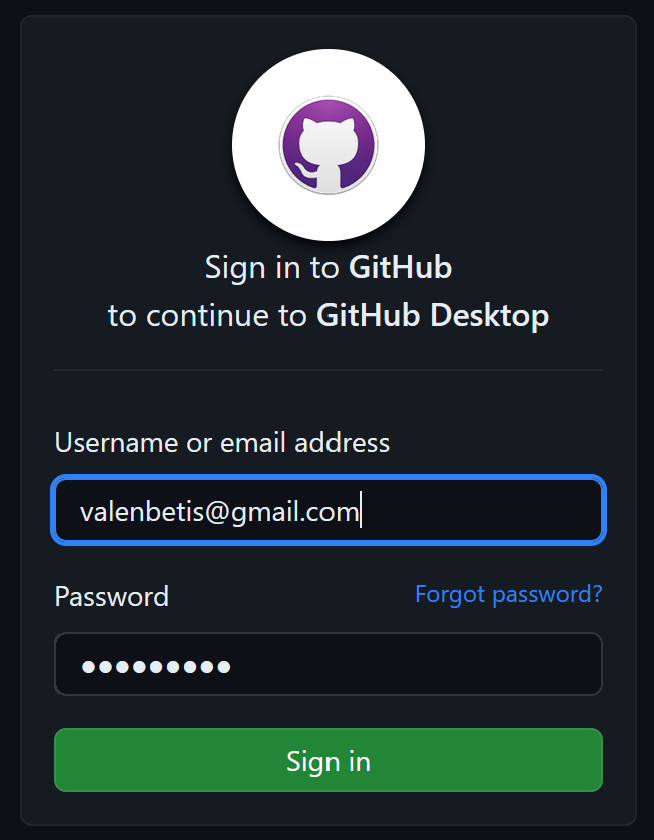 Sign in to GitHub
to continue to GitHub Desktop
Username or email address
valenbetis@gmail.com
Password
Forgot password?
●●●●●●●●●
Sign in